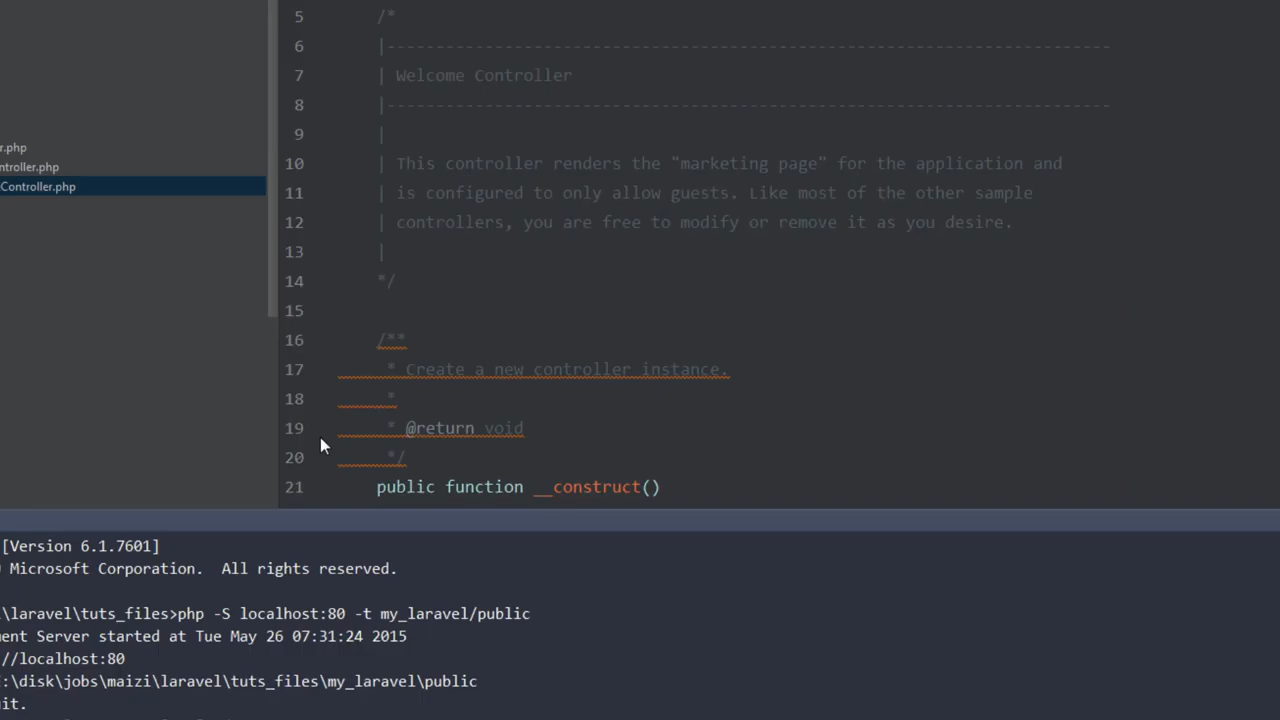 r.php
ntroller.php
Controller.php
5 /*
6 |--------------------------------------------------------------------------
7 | Welcome Controller
8 |--------------------------------------------------------------------------
9 |
10 | This controller renders the "marketing page" for the application and
11 | is configured to only allow guests. Like most of the other sample
12 | controllers, you are free to modify or remove it as you desire.
13 |
14 */
15
16 /**
17 * Create a new controller instance.
18 *
19 * @return void
20 */
21 public function __construct()
[Version 6.1.7601]
Microsoft Corporation. All rights reserved.
\laravel\tuts_files>php -S localhost:80 -t my_laravel/public
ent Server started at Tue May 26 07:31:24 2015
//localhost:80
:\disk\jobs\maizi\laravel\tuts_files\my_laravel\public
it.